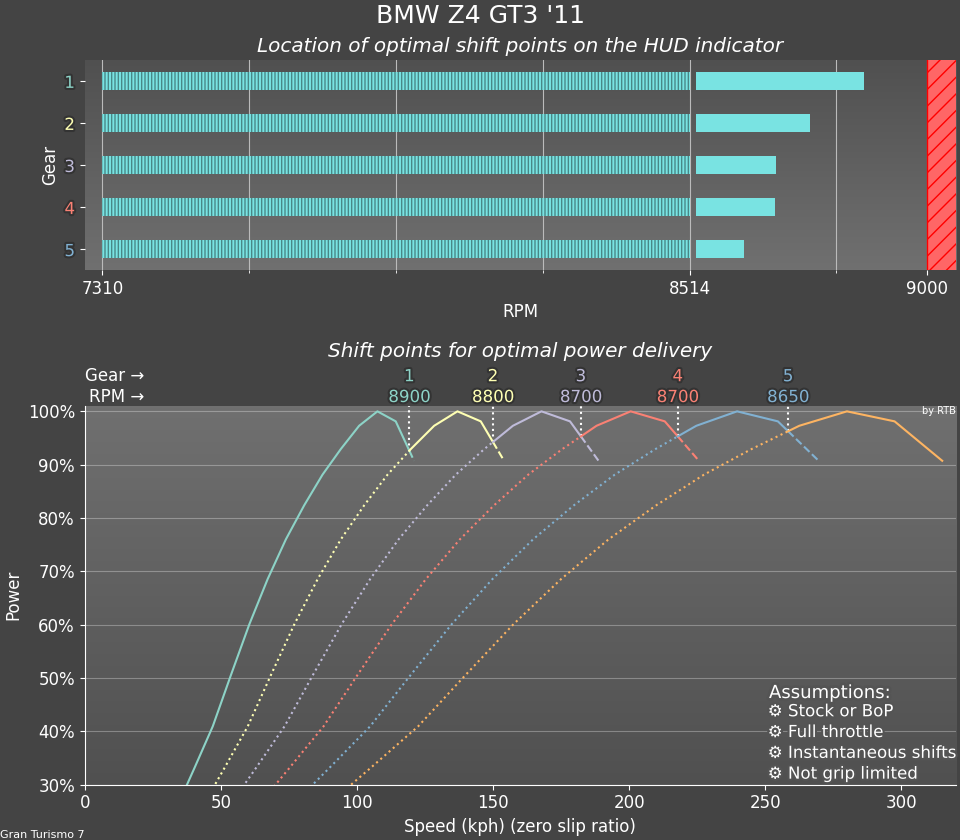 BMW Z4 GT3 '11
Location of optimal shift points on the HUD indicator
Gear
1
2
3
4
5
7310 8514 9000
RPM
Shift points for optimal power delivery
Gear → 1 2 3 4 5
RPM → 8900 8800 8700 8700 8650
by RTB
Power
100%
90%
80%
70%
60%
50%
40%
30%
Assumptions:
⚙ Stock or BoP
⚙ Full throttle
⚙ Instantaneous shifts
⚙ Not grip limited
0 50 100 150 200 250 300
Speed (kph) (zero slip ratio)
Gran Turismo 7